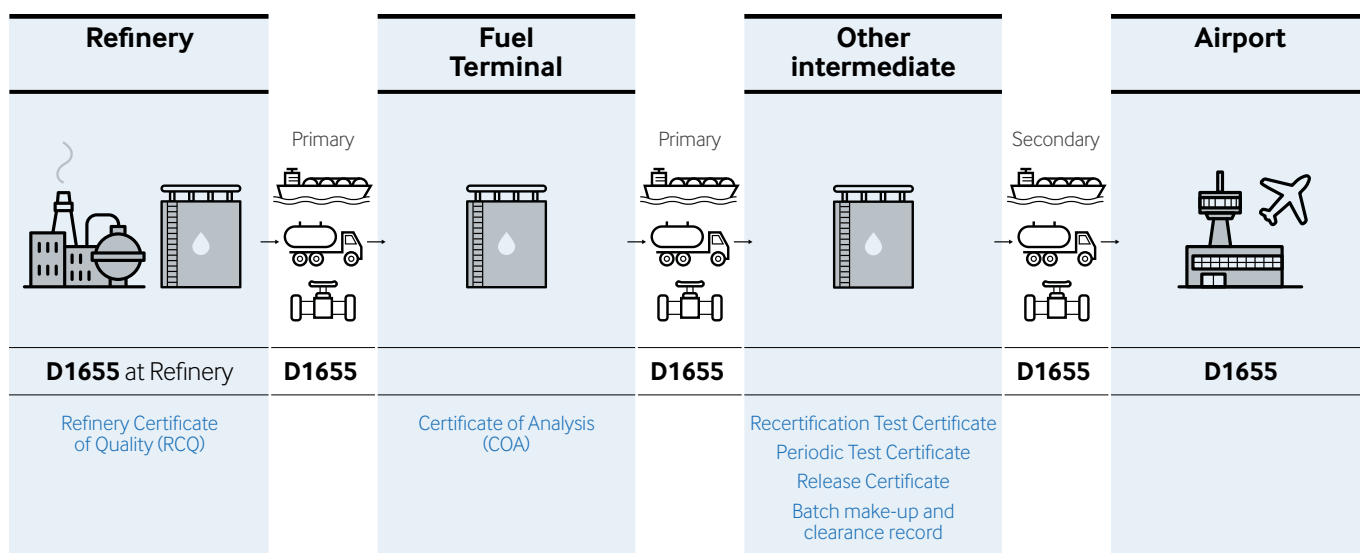 Refinery
Fuel
Terminal
Other
intermediate
Airport
Primary
Primary
Secondary
D1655 at Refinery
D1655
D1655
D1655
D1655
Refinery Certificate
of Quality (RCQ)
Certificate of Analysis
(COA)
Recertification Test Certificate
Periodic Test Certificate
Release Certificate
Batch make-up and
clearance record